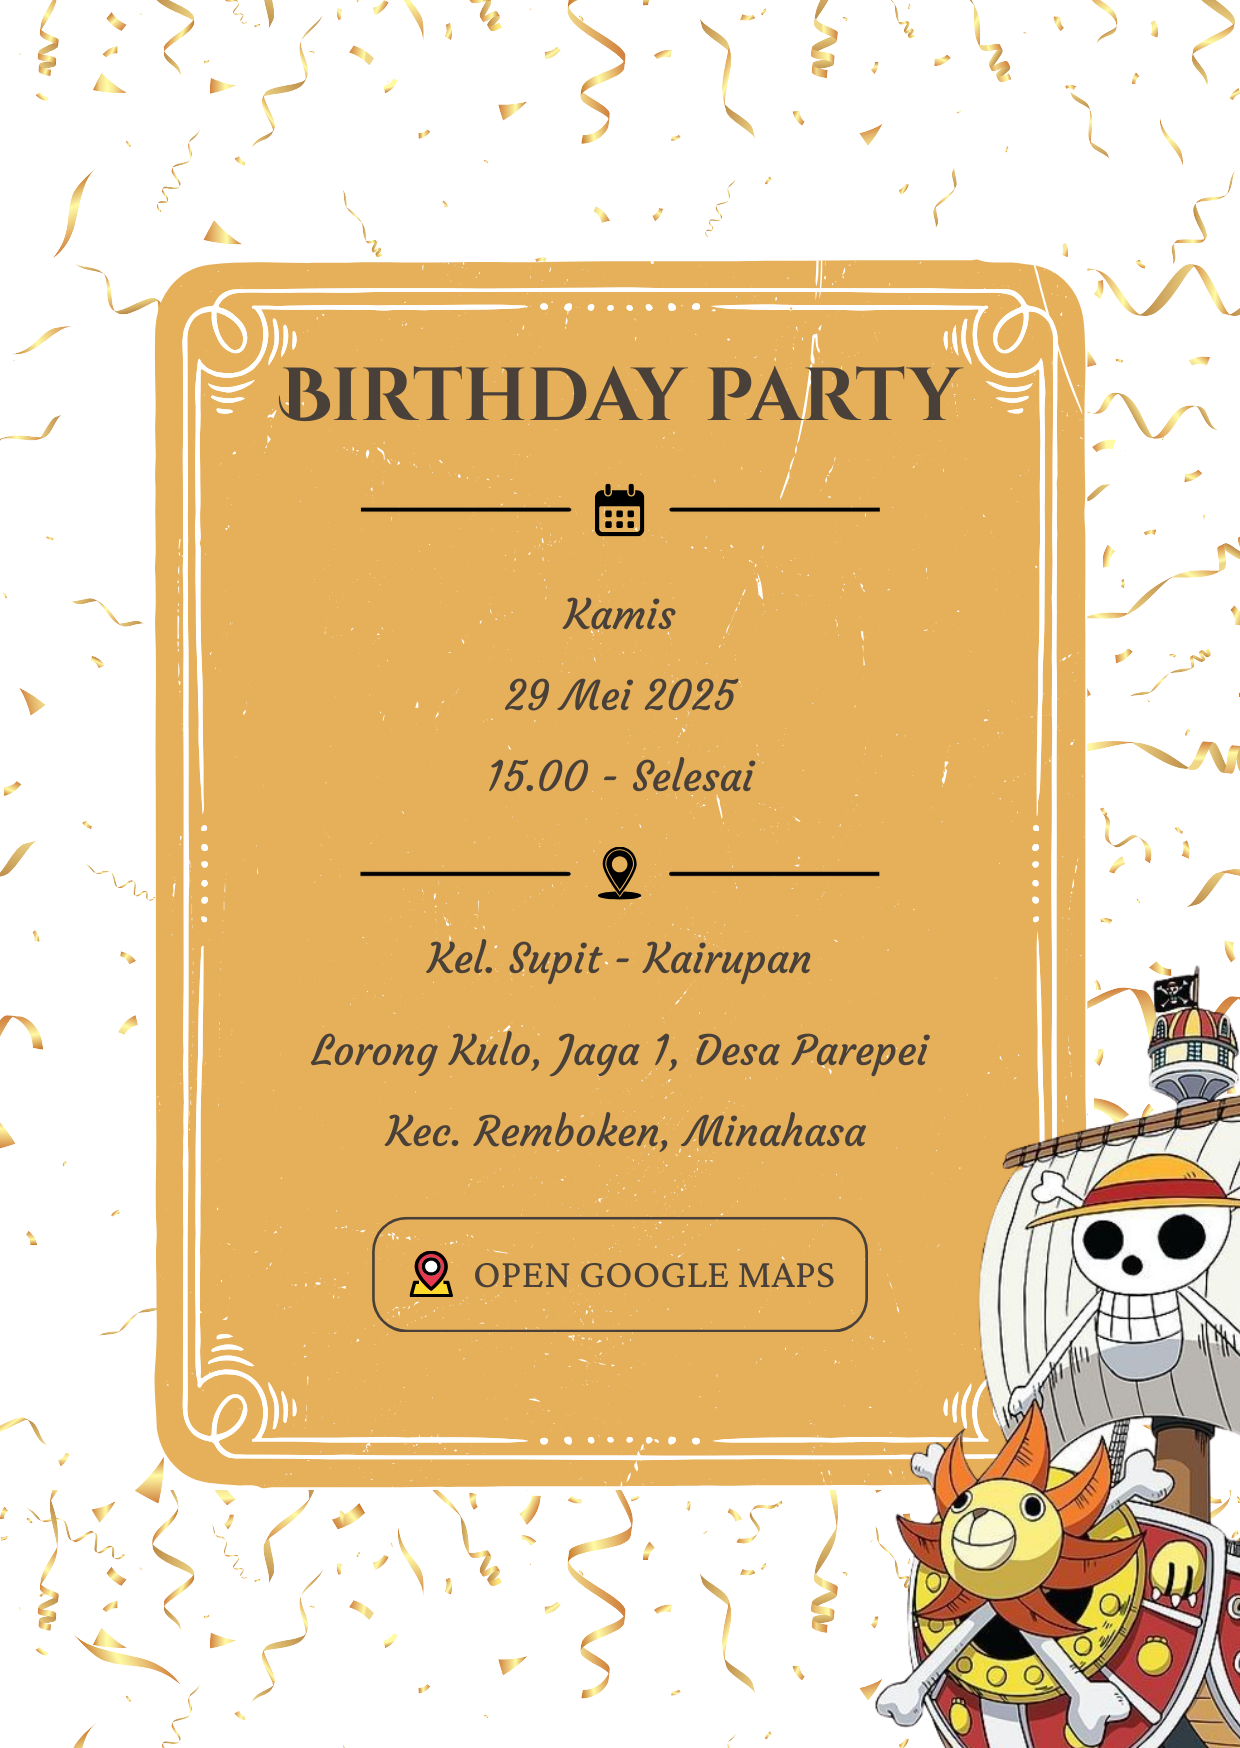 BIRTHDAY PARTY
Kamis
29 Mei 2025
15.00 - Selesai
Kel. Supit - Kairupan
Lorong Kulo, Jaga 1, Desa Parepei
Kec. Remboken, Minahasa
OPEN GOOGLE MAPS